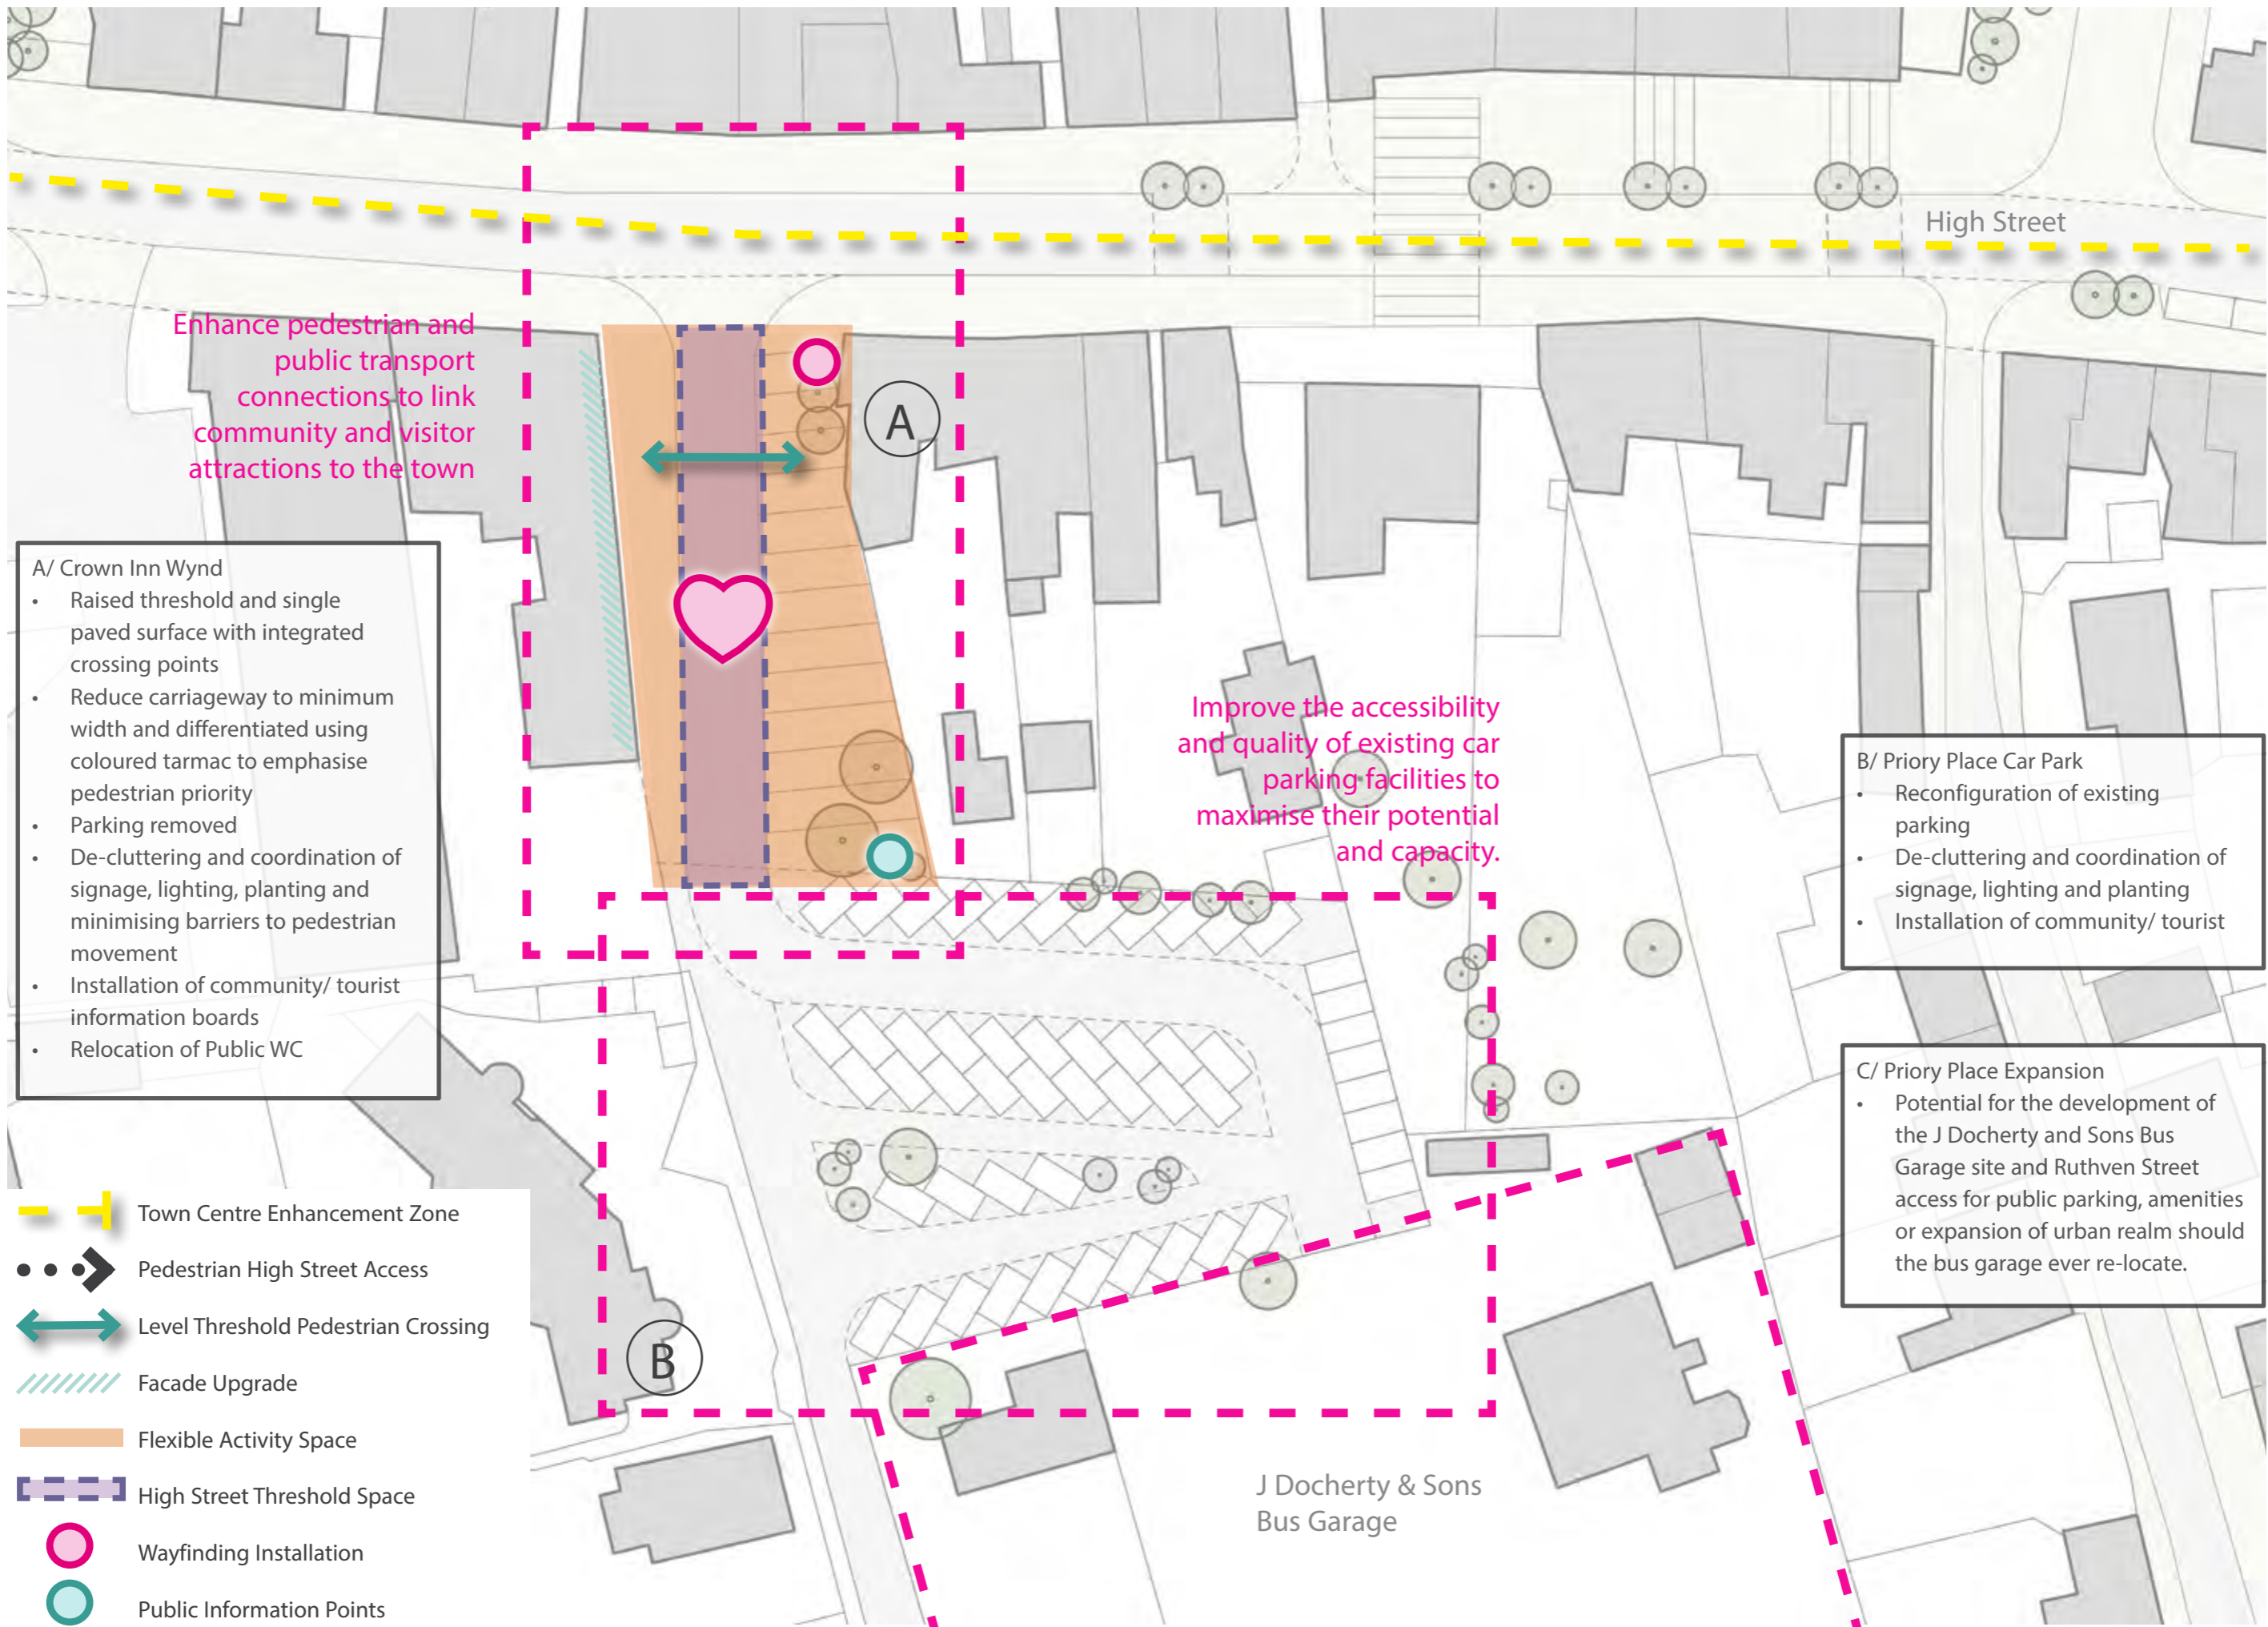 High Street
Enhance pedestrian and
public transport
connections to link
community and visitor
attractions to the town
A
A/ Crown Inn Wynd
• Raised threshold and single
paved surface with integrated
crossing points
• Reduce carriageway to minimum
width and differentiated using
coloured tarmac to emphasise
pedestrian priority
• Parking removed
• De-cluttering and coordination of
signage, lighting, planting and
minimising barriers to pedestrian
movement
• Installation of community/ tourist
information boards
• Relocation of Public WC
Improve the accessibility
and quality of existing car
parking facilities to
maximise their potential
and capacity.
B/ Priory Place Car Park
• Reconfiguration of existing
parking
• De-cluttering and coordination of
signage, lighting and planting
• Installation of community/ tourist
C/ Priory Place Expansion
• Potential for the development of
the J Docherty and Sons Bus
Garage site and Ruthven Street
access for public parking, amenities
or expansion of urban realm should
the bus garage ever re-locate.
B
J Docherty & Sons
Bus Garage
Town Centre Enhancement Zone
Pedestrian High Street Access
Level Threshold Pedestrian Crossing
Facade Upgrade
Flexible Activity Space
High Street Threshold Space
Wayfinding Installation
Public Information Points